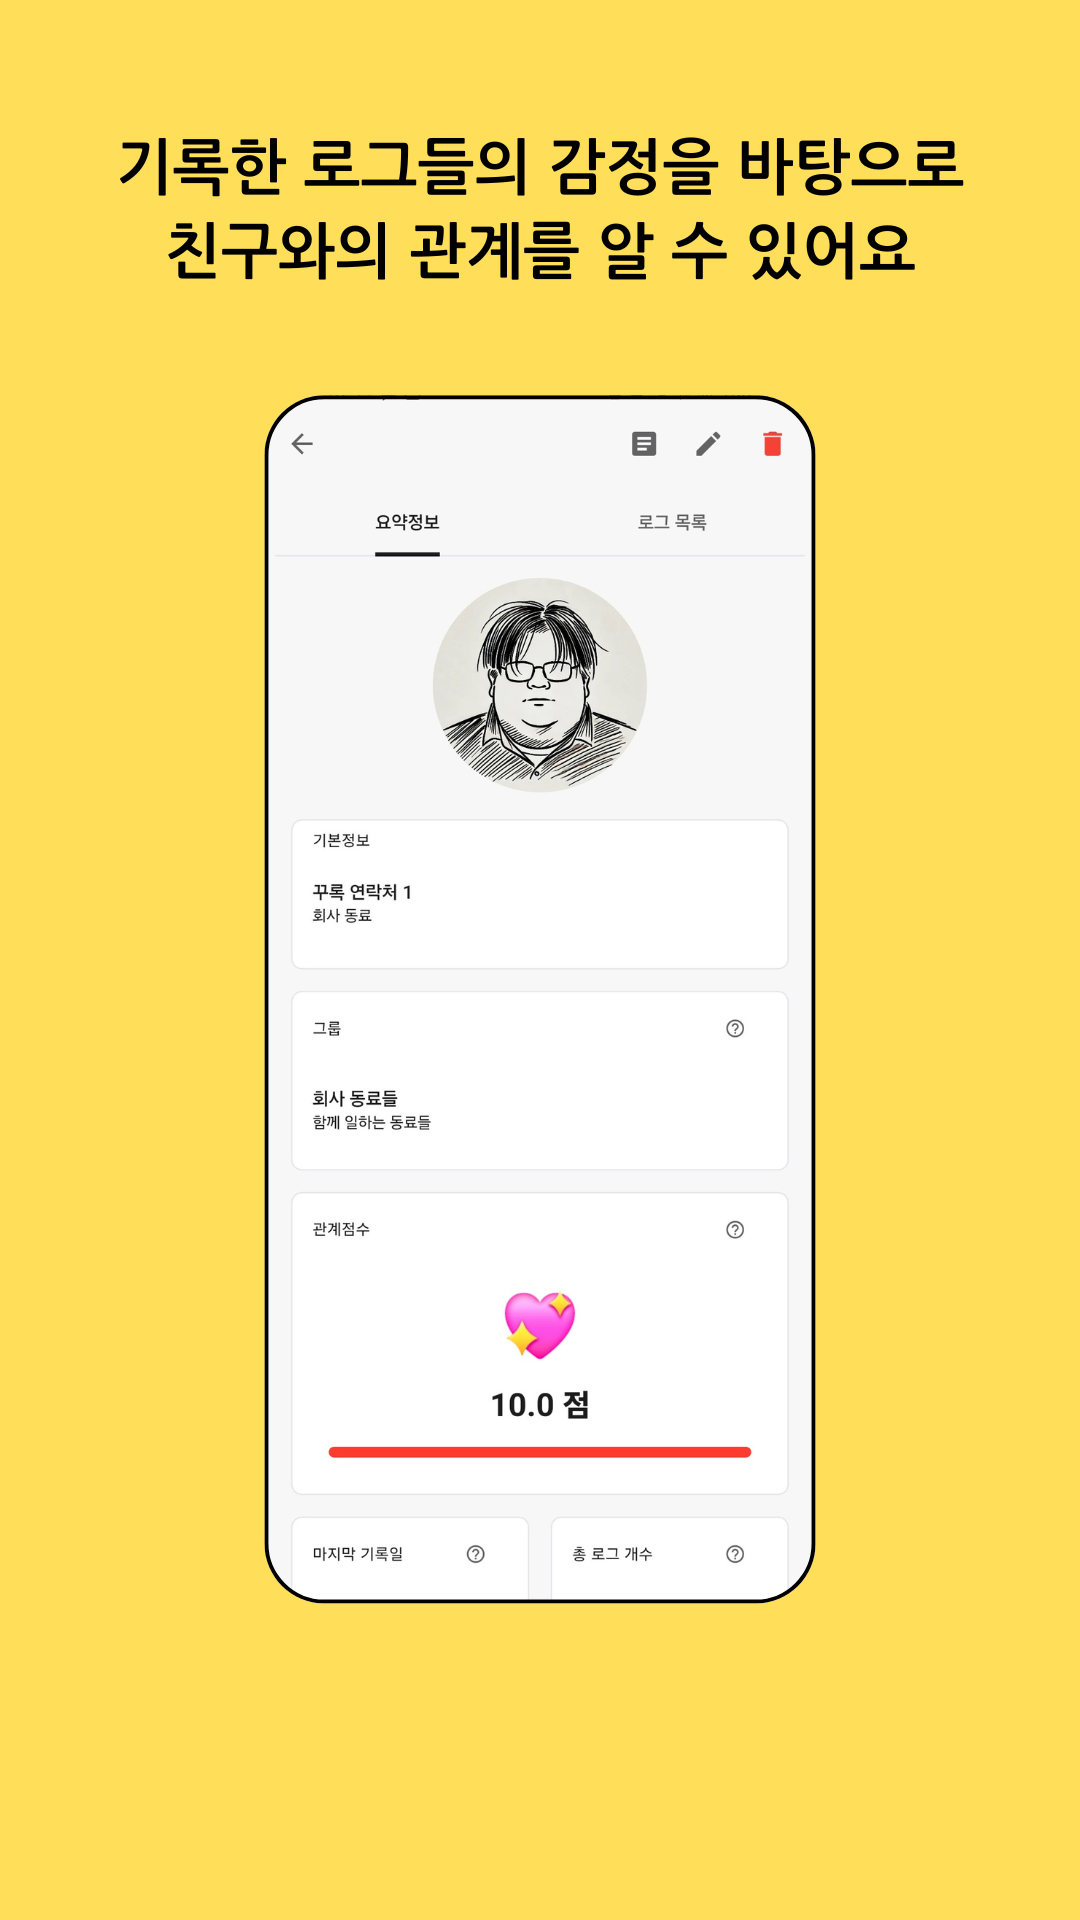 기록한 로그들의 감정을 바탕으로
친구와의 관계를 알 수 있어요
요약정보
로그 목록
기본정보
꾸록 연락처 1
회사 동료
그룹
회사 동료들
함께 일하는 동료들
관계점수
10.0 점
마지막 기록일
총 로그 개수